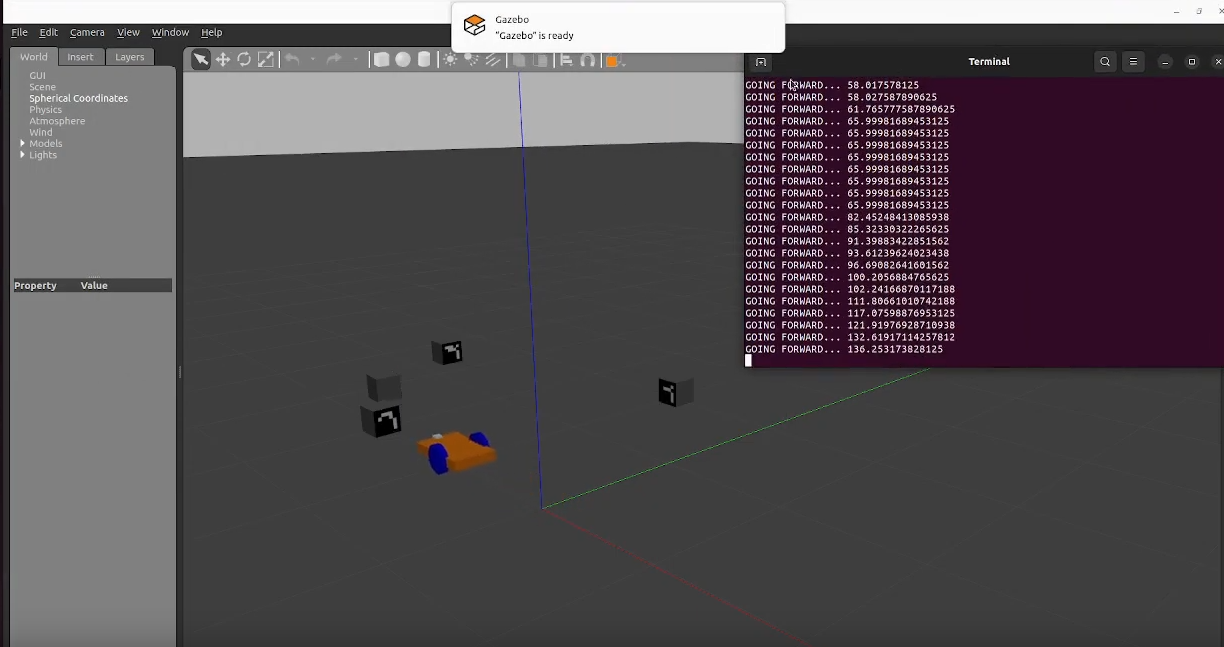 Gazebo
"Gazebo" is ready
File Edit Camera View Window Help
World Insert Layers
GUI
Scene
Spherical Coordinates
Physics
Atmosphere
Wind
Models
Lights
Property Value
Terminal
GOING FORWARD... 58.017578125
GOING FORWARD... 58.027587890625
GOING FORWARD... 61.765777587890625
GOING FORWARD... 65.99981689453125
GOING FORWARD... 65.99981689453125
GOING FORWARD... 65.99981689453125
GOING FORWARD... 65.99981689453125
GOING FORWARD... 65.99981689453125
GOING FORWARD... 65.99981689453125
GOING FORWARD... 65.99981689453125
GOING FORWARD... 65.99981689453125
GOING FORWARD... 82.45248413085938
GOING FORWARD... 85.32330322265625
GOING FORWARD... 91.39883422851562
GOING FORWARD... 93.61239624023438
GOING FORWARD... 96.69082641601562
GOING FORWARD... 100.2056884765625
GOING FORWARD... 102.24166870117188
GOING FORWARD... 111.80661010742188
GOING FORWARD... 117.07598876953125
GOING FORWARD... 121.91976928710938
GOING FORWARD... 132.61917114257812
GOING FORWARD... 136.253173828125